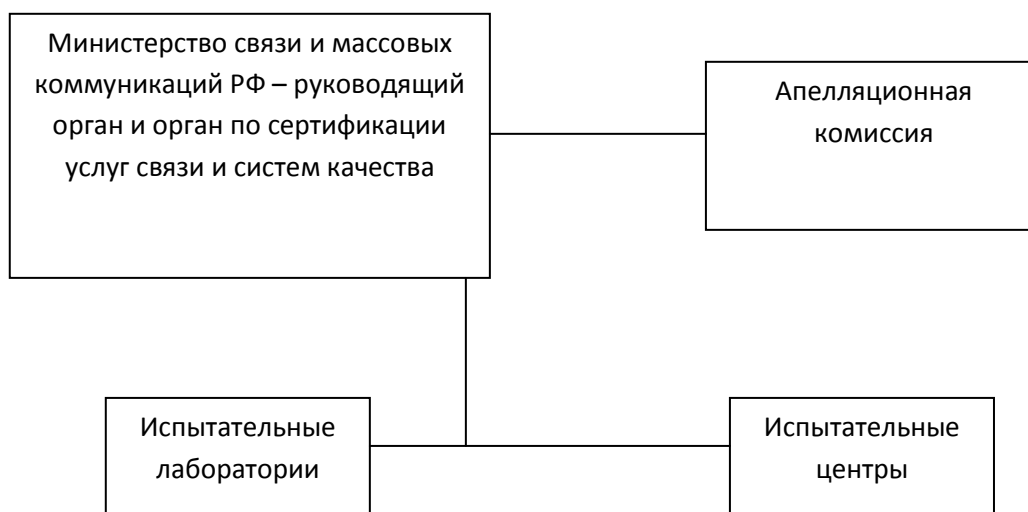 Министерство связи и массовых
коммуникаций РФ – руководящий
орган и орган по сертификации
услуг связи и систем качества
Апелляционная
комиссия
Испытательные
лаборатории
Испытательные
центры